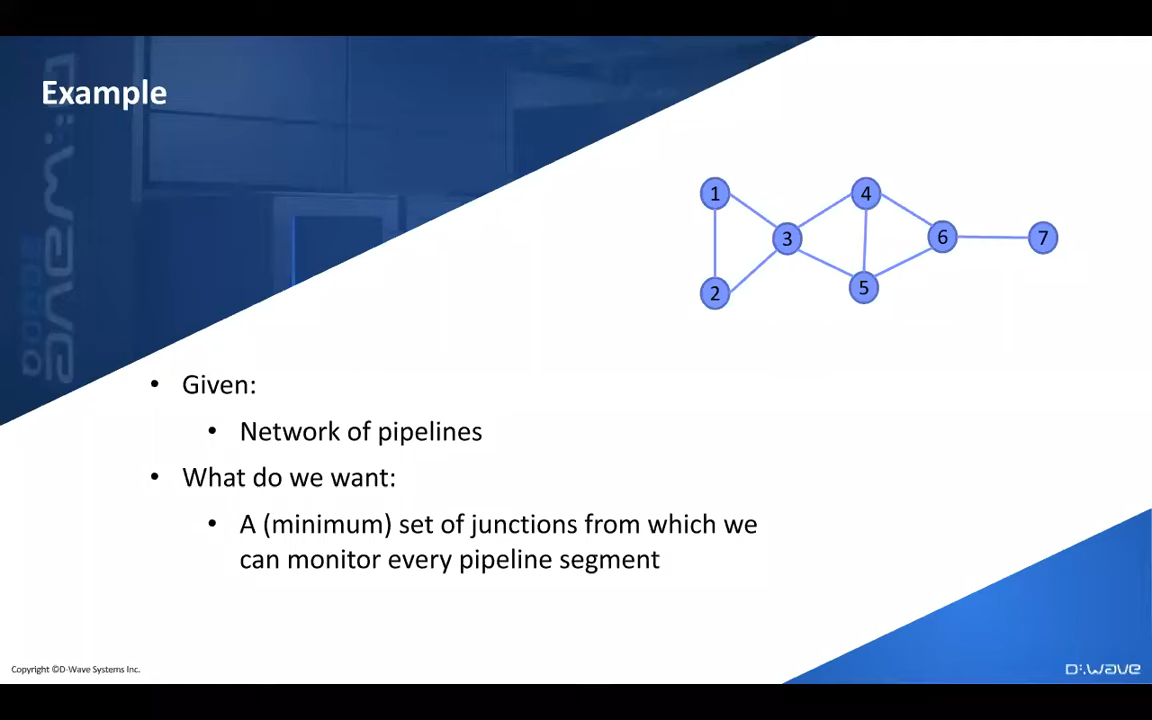 Example
1
4
3
6
7
2
5
• Given:
• Network of pipelines
• What do we want:
• A (minimum) set of junctions from which we
can monitor every pipeline segment
Copyright ©D-Wave Systems Inc.
D:wave